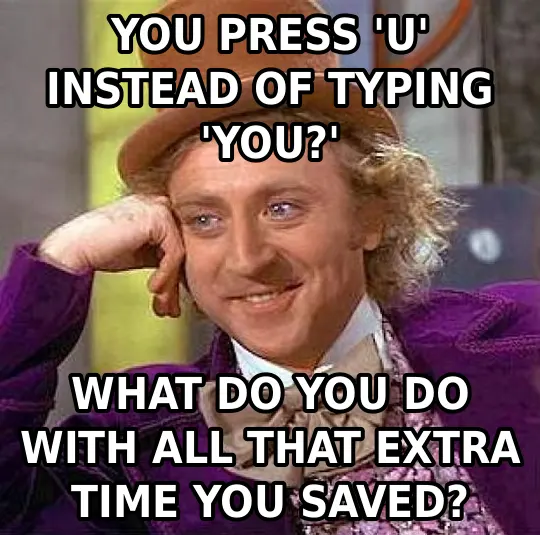 YOU PRESS 'U'
INSTEAD OF TYPING
'YOU?'
WHAT DO YOU DO
WITH ALL THAT EXTRA
TIME YOU SAVED?